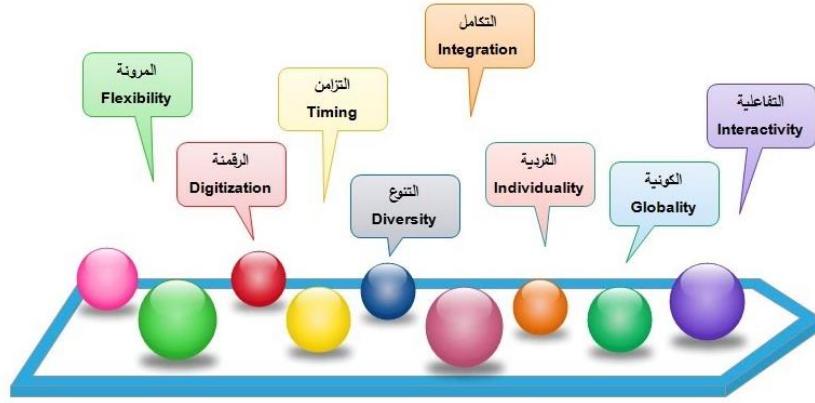 التكامل
Integration
المرونة
Flexibility
التزامن
Timing
التفاعلية
Interactivity
الرقمنة
Digitization
الفردية
Individuality
التنوع
Diversity
الكونية
Globality